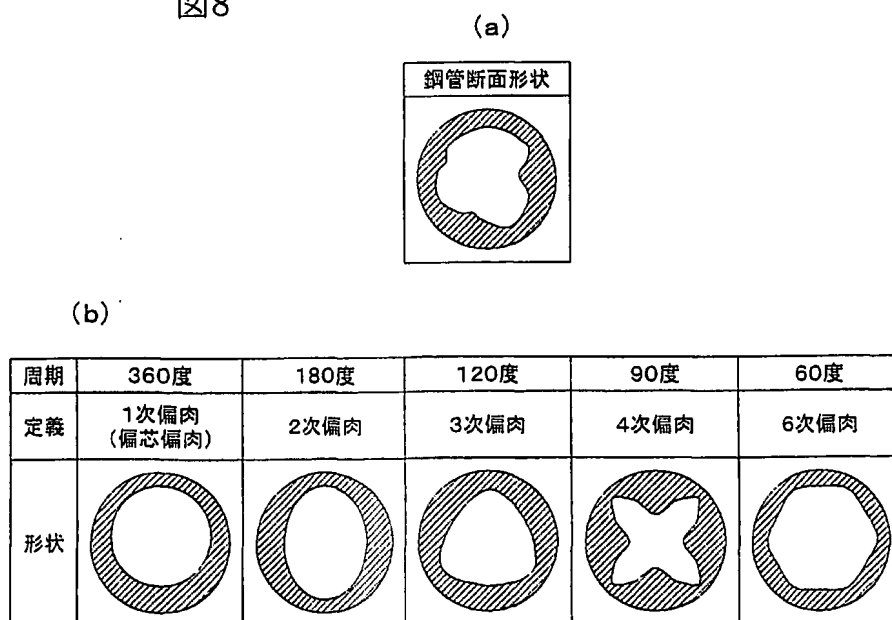 図8
(a)
鋼管断面形状
(b)
周期 360度 180度 120度 90度 60度
定義 1次偏肉 (偏芯偏肉) 2次偏肉 3次偏肉 4次偏肉 6次偏肉
形状